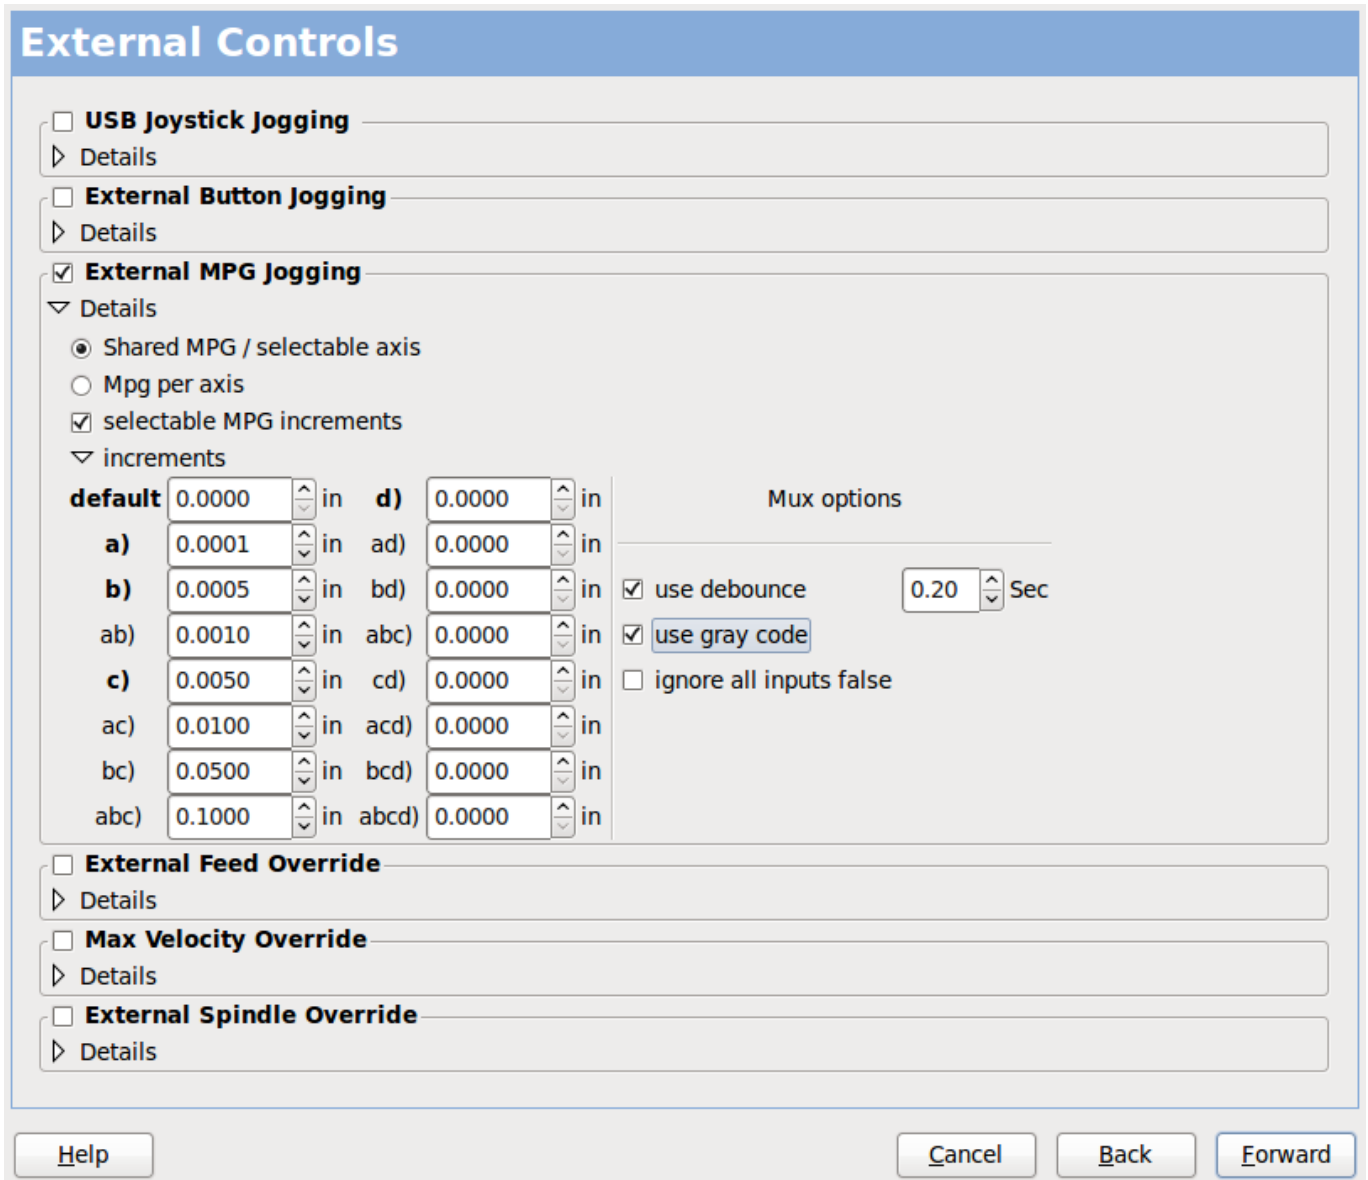 External Controls
USB Joystick Jogging
Details
External Button Jogging
Details
External MPG Jogging
Details
Shared MPG / selectable axis
Mpg per axis
selectable MPG increments
increments
default 0.0000 in d) 0.0000 in Mux options
a) 0.0001 in ad) 0.0000 in
b) 0.0005 in bd) 0.0000 in use debounce 0.20 Sec
ab) 0.0010 in abc) 0.0000 in use gray code
c) 0.0050 in cd) 0.0000 in ignore all inputs false
ac) 0.0100 in acd) 0.0000 in
bc) 0.0500 in bcd) 0.0000 in
abc) 0.1000 in abcd) 0.0000 in
External Feed Override
Details
Max Velocity Override
Details
External Spindle Override
Details
Help Cancel Back Forward